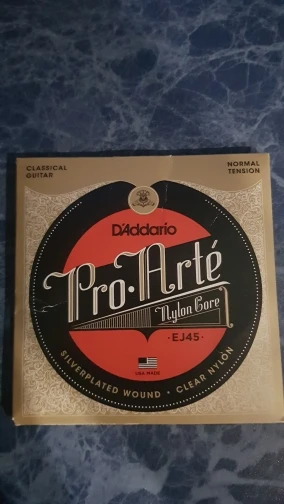 CLASSICAL
GUITAR
NORMAL
TENSION
D'Addario
Pro·Arté
Nylon Core
·EJ45·
USA MADE
SILVERPLATED WOUND · CLEAR NYLON